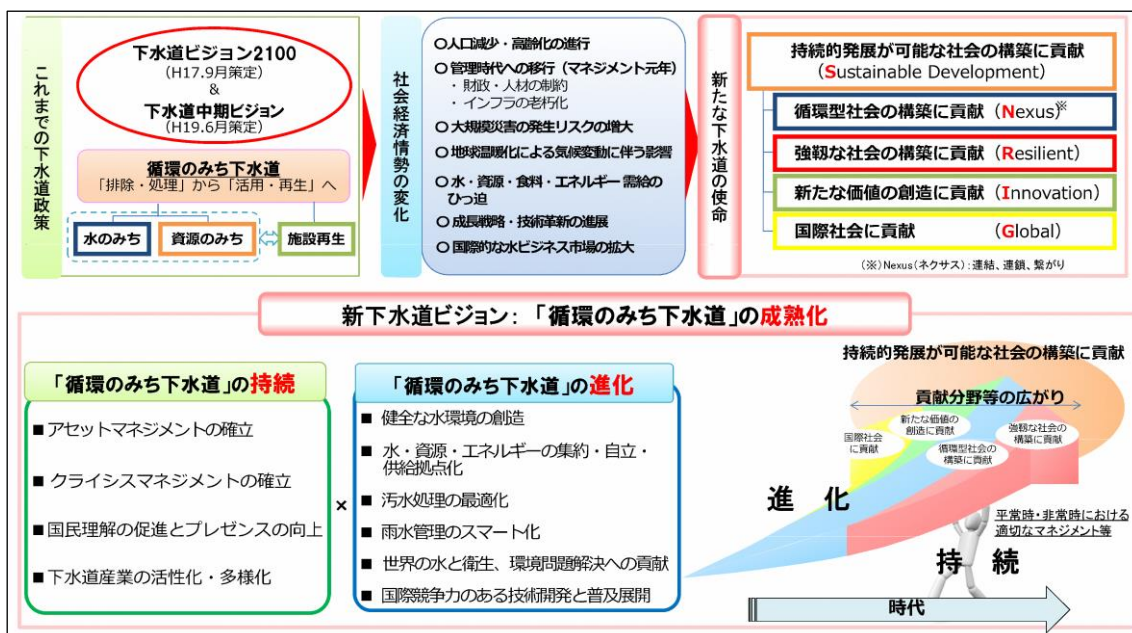 これまでの下水道政策
下水道ビジョン2100
(H17.9月策定)
&
下水道中期ビジョン
(H19.6月策定)
循環のみち下水道
「排除・処理」から「活用・再生」へ
水のみち
資源のみち
施設再生
社会経済情勢の変化
○人口減少・高齢化の進行
○管理時代への移行（マネジメント元年）
・財政・人材の制約
・インフラの老朽化
○大規模災害の発生リスクの増大
○地球温暖化による気候変動に伴う影響
○水・資源・食料・エネルギー需給の
ひっ迫
○成長戦略・技術革新の進展
○国際的な水ビジネス市場の拡大
新たな下水道の使命
持続的発展が可能な社会の構築に貢献
(Sustainable Development)
循環型社会の構築に貢献 (Nexus)※
強靱な社会の構築に貢献 (Resilient)
新たな価値の創造に貢献 (Innovation)
国際社会に貢献 (Global)
(※)Nexus(ネクサス):連結、連鎖、繋がり
新下水道ビジョン：「循環のみち下水道」の成熟化
「循環のみち下水道」の持続
■アセットマネジメントの確立
■クライシスマネジメントの確立
■国民理解の促進とプレゼンスの向上
■下水道産業の活性化・多様化
×
「循環のみち下水道」の進化
■ 健全な水環境の創造
■ 水・資源・エネルギーの集約・自立・
供給拠点化
■ 汚水処理の最適化
■ 雨水管理のスマート化
■ 世界の水と衛生、環境問題解決への貢献
■ 国際競争力のある技術開発と普及展開
持続的発展が可能な社会の構築に貢献
貢献分野等の広がり
国際社会
に貢献
新たな価値の
創造に貢献
循環型社会の
構築に貢献
強靱な社会の
構築に貢献
進 化
平常時・非常時における
適切なマネジメント等
持 続
時代